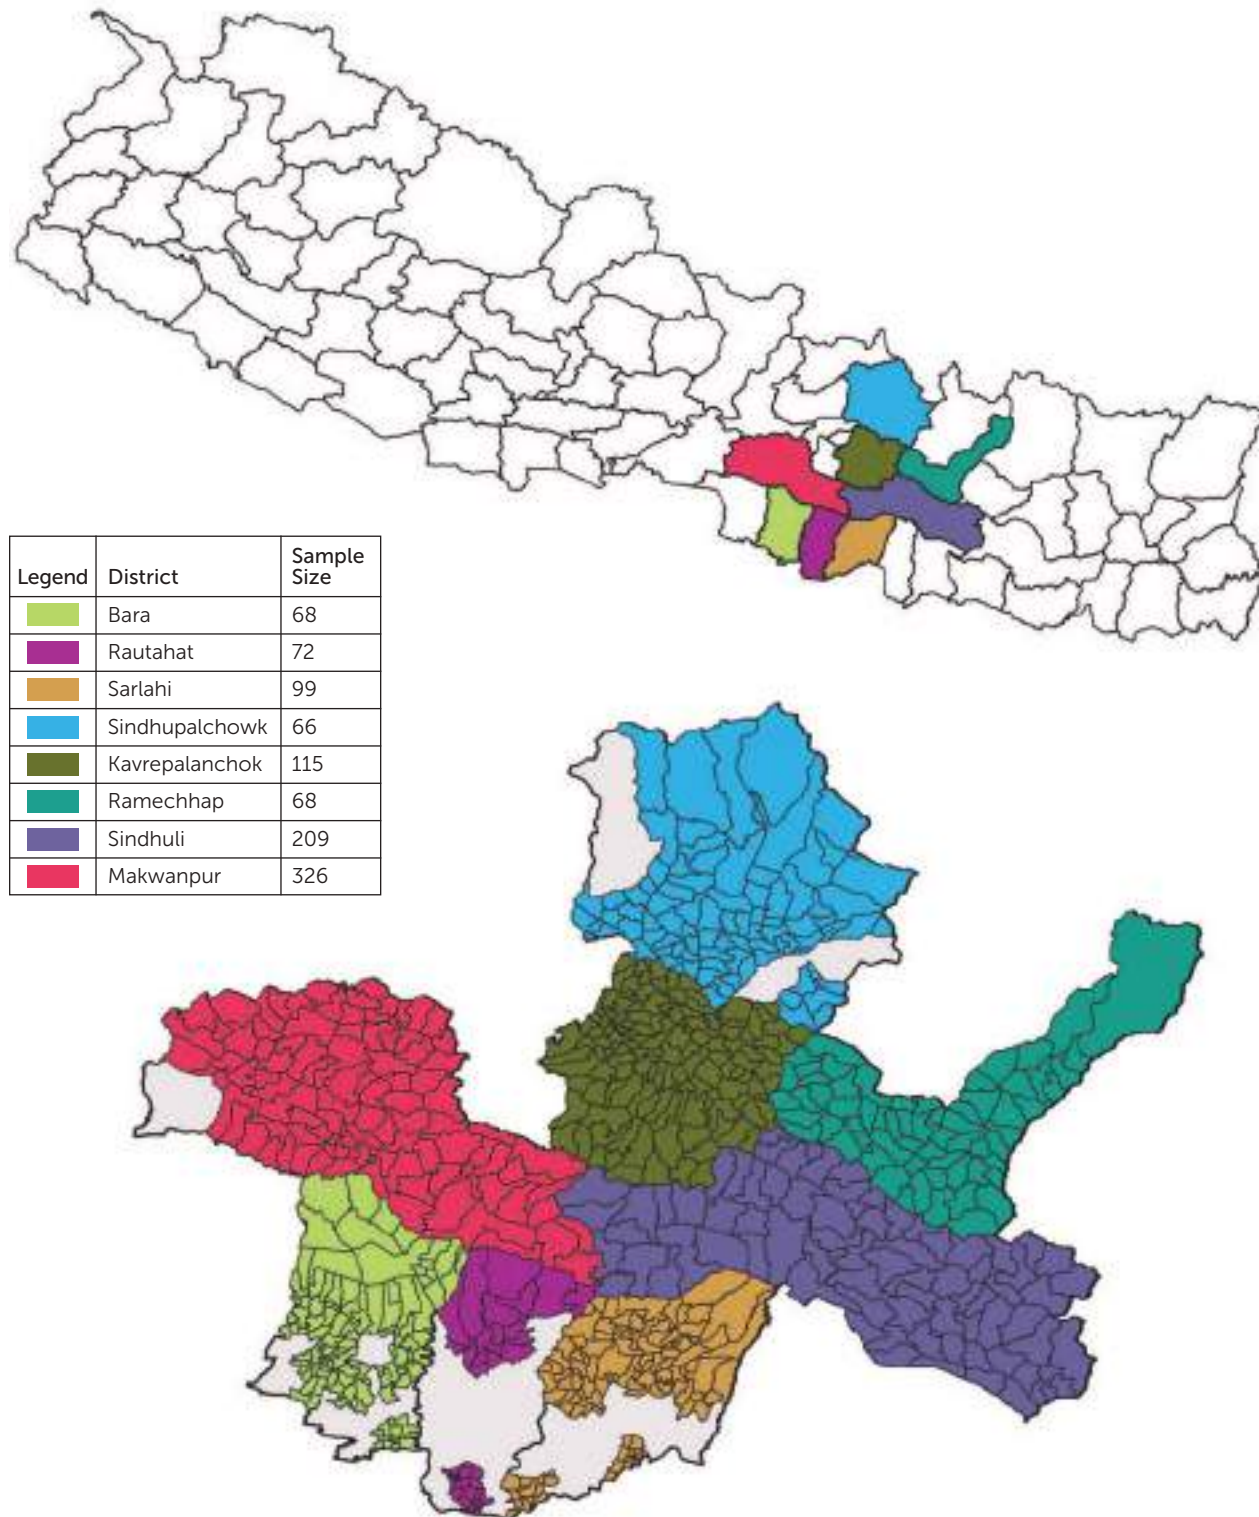 Legend District Sample Size
Bara 68
Rautahat 72
Sarlahi 99
Sindhupalchowk 66
Kavrepalanchok 115
Ramechhap 68
Sindhuli 209
Makwanpur 326